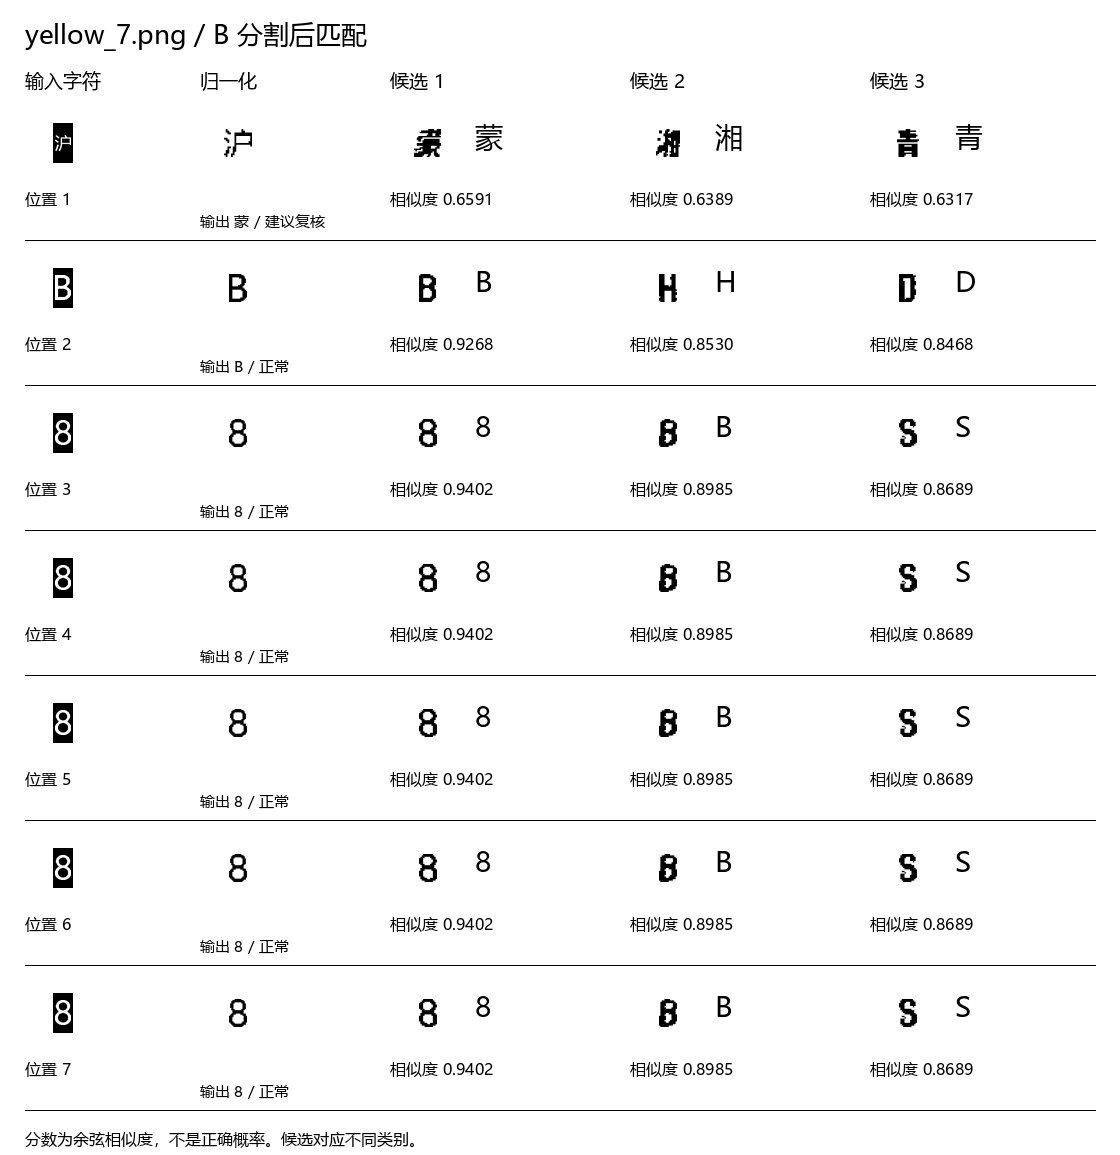 yellow_7.png / B 分割后匹配
输入字符 归一化 候选 1 候选 2 候选 3
沪 沪 蒙 蒙 湘 湘 青 青
位置 1 相似度 0.6591 相似度 0.6389 相似度 0.6317
输出 蒙 / 建议复核
B B B B H H D D
位置 2 相似度 0.9268 相似度 0.8530 相似度 0.8468
输出 B / 正常
8 8 8 8 B B S S
位置 3 相似度 0.9402 相似度 0.8985 相似度 0.8689
输出 8 / 正常
8 8 8 8 B B S S
位置 4 相似度 0.9402 相似度 0.8985 相似度 0.8689
输出 8 / 正常
8 8 8 8 B B S S
位置 5 相似度 0.9402 相似度 0.8985 相似度 0.8689
输出 8 / 正常
8 8 8 8 B B S S
位置 6 相似度 0.9402 相似度 0.8985 相似度 0.8689
输出 8 / 正常
8 8 8 8 B B S S
位置 7 相似度 0.9402 相似度 0.8985 相似度 0.8689
输出 8 / 正常
分数为余弦相似度，不是正确概率。候选对应不同类别。